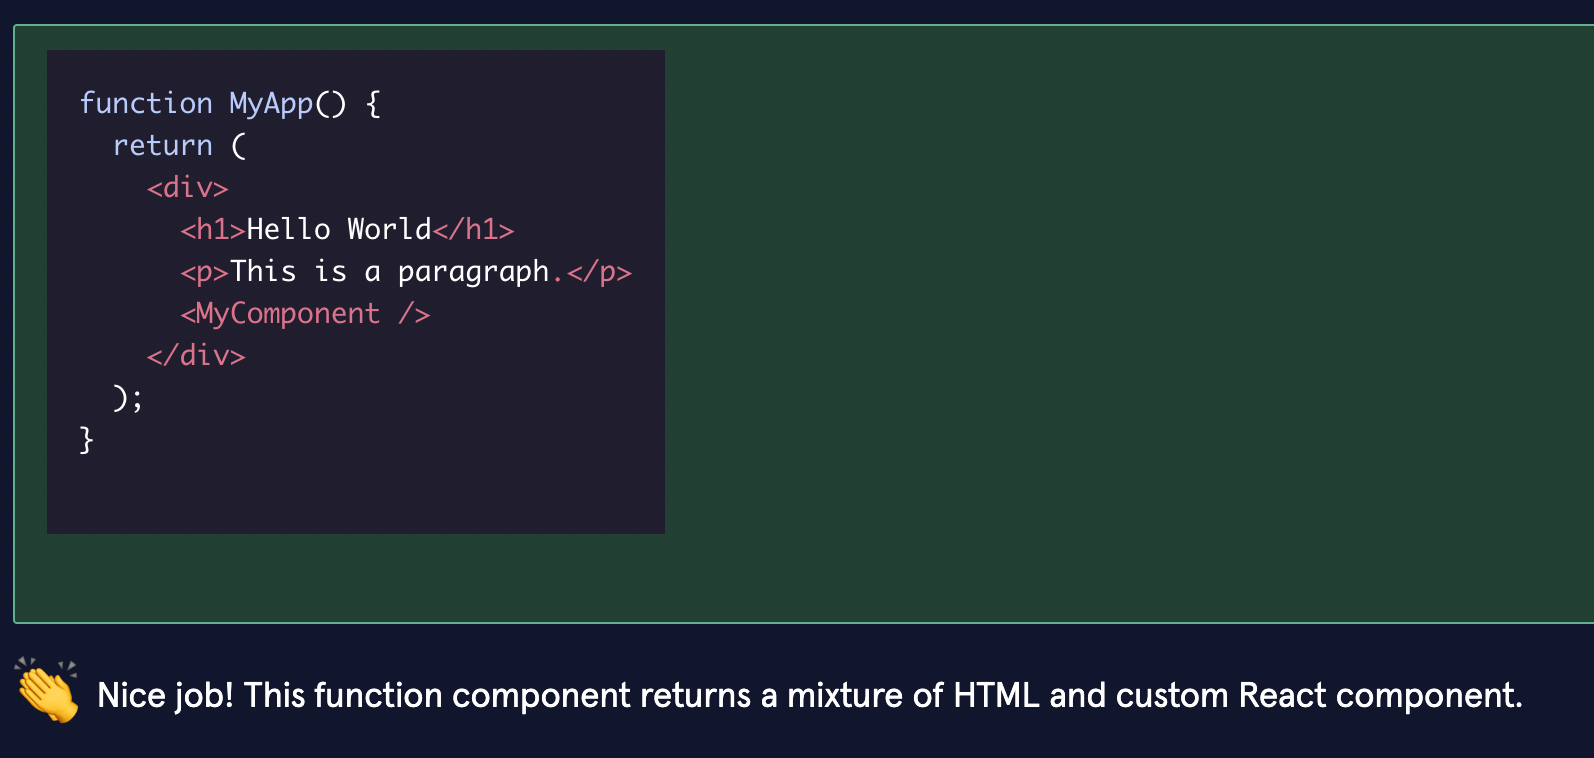 function MyApp() {
  return (
    <div>
      <h1>Hello World</h1>
      <p>This is a paragraph.</p>
      <MyComponent />
    </div>
  );
}
Nice job! This function component returns a mixture of HTML and custom React component.